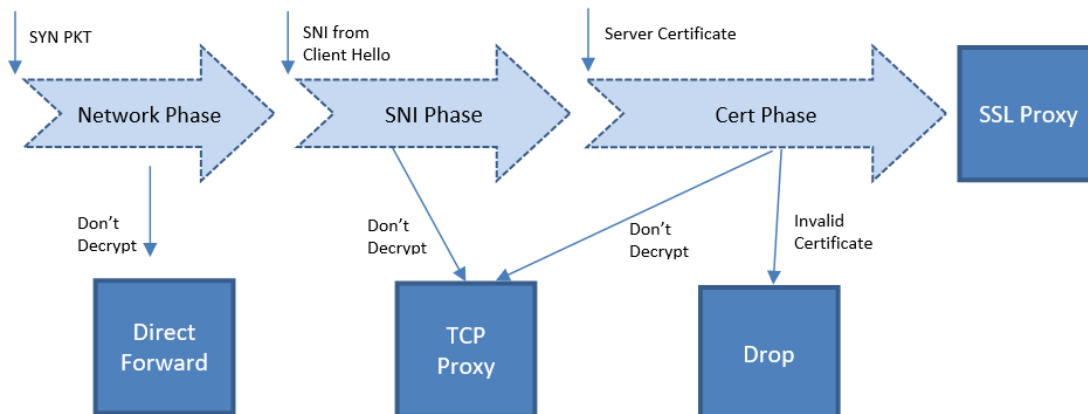 SYN PKT
SNI from
Client Hello
Server Certificate
Network Phase
SNI Phase
Cert Phase
SSL Proxy
Don’t
Decrypt
Don’t
Decrypt
Don’t
Decrypt
Invalid
Certificate
Direct
Forward
TCP
Proxy
Drop